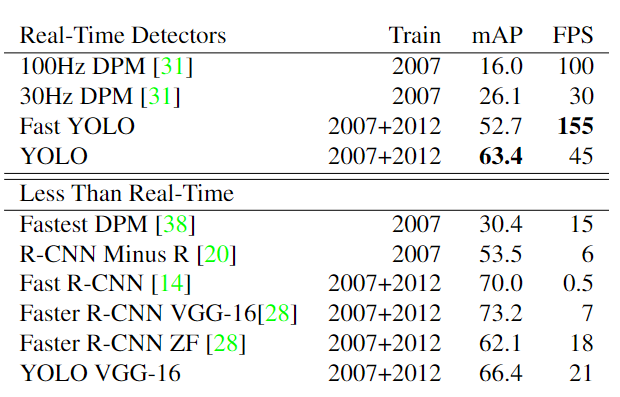 Real-Time Detectors Train mAP FPS
100Hz DPM [31] 2007 16.0 100
30Hz DPM [31] 2007 26.1 30
Fast YOLO 2007+2012 52.7 155
YOLO 2007+2012 63.4 45
Less Than Real-Time
Fastest DPM [38] 2007 30.4 15
R-CNN Minus R [20] 2007 53.5 6
Fast R-CNN [14] 2007+2012 70.0 0.5
Faster R-CNN VGG-16[28] 2007+2012 73.2 7
Faster R-CNN ZF [28] 2007+2012 62.1 18
YOLO VGG-16 2007+2012 66.4 21